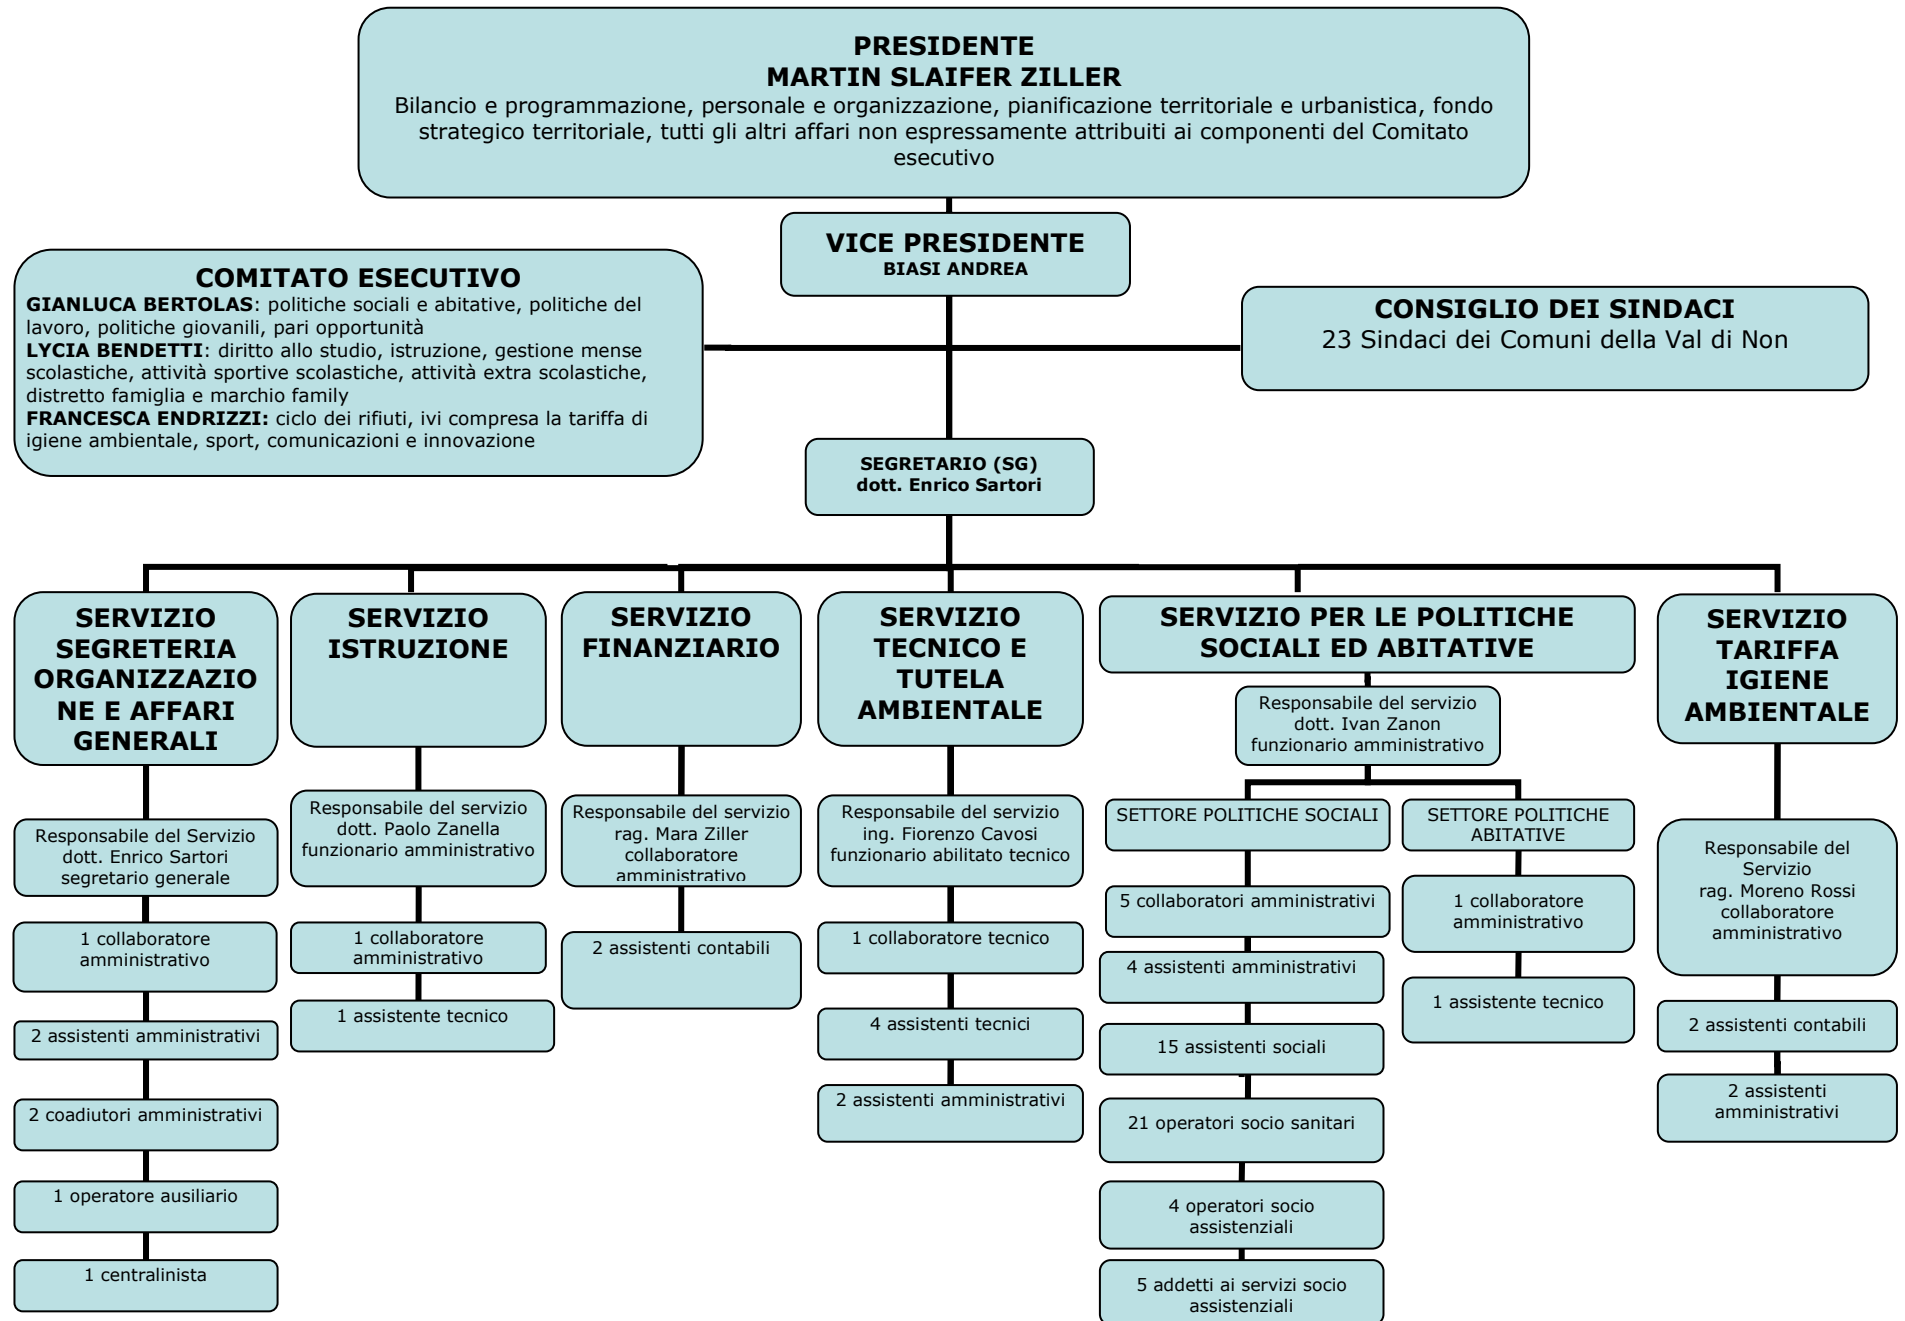 PRESIDENTE
MARTIN SLAIFER ZILLER
Bilancio e programmazione, personale e organizzazione, pianificazione territoriale e urbanistica, fondo
strategico territoriale, tutti gli altri affari non espressamente attribuiti ai componenti del Comitato
esecutivo
VICE PRESIDENTE
BIASI ANDREA
COMITATO ESECUTIVO
GIANLUCA BERTOLAS: politiche sociali e abitative, politiche del
lavoro, politiche giovanili, pari opportunità
LYCIA BENDETTI: diritto allo studio, istruzione, gestione mense
scolastiche, attività sportive scolastiche, attività extra scolastiche,
distretto famiglia e marchio family
FRANCESCA ENDRIZZI: ciclo dei rifiuti, ivi compresa la tariffa di
igiene ambientale, sport, comunicazioni e innovazione
CONSIGLIO DEI SINDACI
23 Sindaci dei Comuni della Val di Non
SEGRETARIO (SG)
dott. Enrico Sartori
SERVIZIO
SEGRETERIA
ORGANIZZAZIO
NE E AFFARI
GENERALI
Responsabile del Servizio
dott. Enrico Sartori
segretario generale
1 collaboratore
amministrativo
2 assistenti amministrativi
2 coadiutori amministrativi
1 operatore ausiliario
1 centralinista
SERVIZIO
ISTRUZIONE
Responsabile del servizio
dott. Paolo Zanella
funzionario amministrativo
1 collaboratore
amministrativo
1 assistente tecnico
SERVIZIO
FINANZIARIO
Responsabile del servizio
rag. Mara Ziller
collaboratore
amministrativo
2 assistenti contabili
SERVIZIO
TECNICO E
TUTELA
AMBIENTALE
Responsabile del servizio
ing. Fiorenzo Cavosi
funzionario abilitato tecnico
1 collaboratore tecnico
4 assistenti tecnici
2 assistenti amministrativi
SERVIZIO PER LE POLITICHE
SOCIALI ED ABITATIVE
Responsabile del servizio
dott. Ivan Zanon
funzionario amministrativo
SETTORE POLITICHE SOCIALI
5 collaboratori amministrativi
4 assistenti amministrativi
15 assistenti sociali
21 operatori socio sanitari
4 operatori socio
assistenziali
5 addetti ai servizi socio
assistenziali
SETTORE POLITICHE
ABITATIVE
1 collaboratore
amministrativo
1 assistente tecnico
SERVIZIO
TARIFFA
IGIENE
AMBIENTALE
Responsabile del
Servizio
rag. Moreno Rossi
collaboratore
amministrativo
2 assistenti contabili
2 assistenti
amministrativi